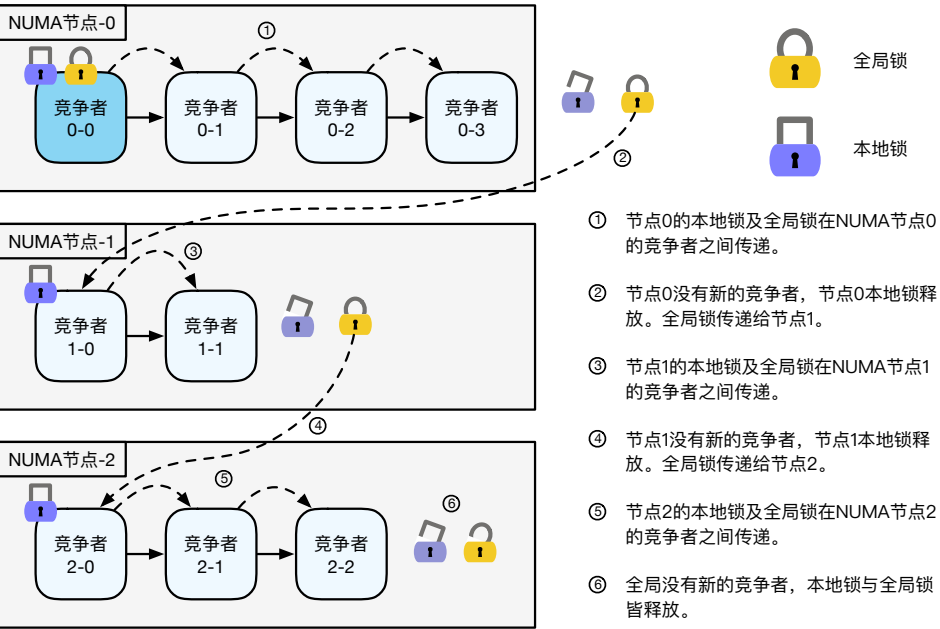 NUMA节点-0
①
竞争者
0-0
竞争者
0-1
竞争者
0-2
竞争者
0-3
②
全局锁
本地锁
NUMA节点-1
③
竞争者
1-0
竞争者
1-1
④
NUMA节点-2
⑤
竞争者
2-0
竞争者
2-1
竞争者
2-2
⑥
① 节点0的本地锁及全局锁在NUMA节点0
的竞争者之间传递。
② 节点0没有新的竞争者，节点0本地锁释
放。全局锁传递给节点1。
③ 节点1的本地锁及全局锁在NUMA节点1
的竞争者之间传递。
④ 节点1没有新的竞争者，节点1本地锁释
放。全局锁传递给节点2。
⑤ 节点2的本地锁及全局锁在NUMA节点2
的竞争者之间传递。
⑥ 全局没有新的竞争者，本地锁与全局锁
皆释放。